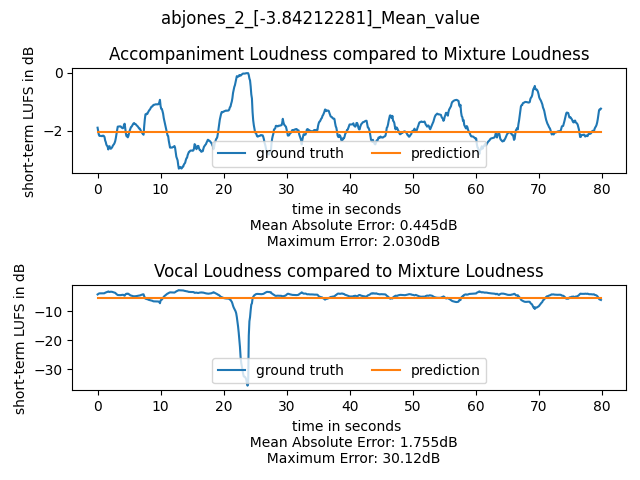 abjones_2_[-3.84212281]_Mean_value
Accompaniment Loudness compared to Mixture Loudness
short-term LUFS in dB
0
−2
ground truth
prediction
0 10 20 30 40 50 60 70 80
time in seconds
Mean Absolute Error: 0.445dB
Maximum Error: 2.030dB
Vocal Loudness compared to Mixture Loudness
short-term LUFS in dB
−10
−20
−30
ground truth
prediction
0 10 20 30 40 50 60 70 80
time in seconds
Mean Absolute Error: 1.755dB
Maximum Error: 30.12dB